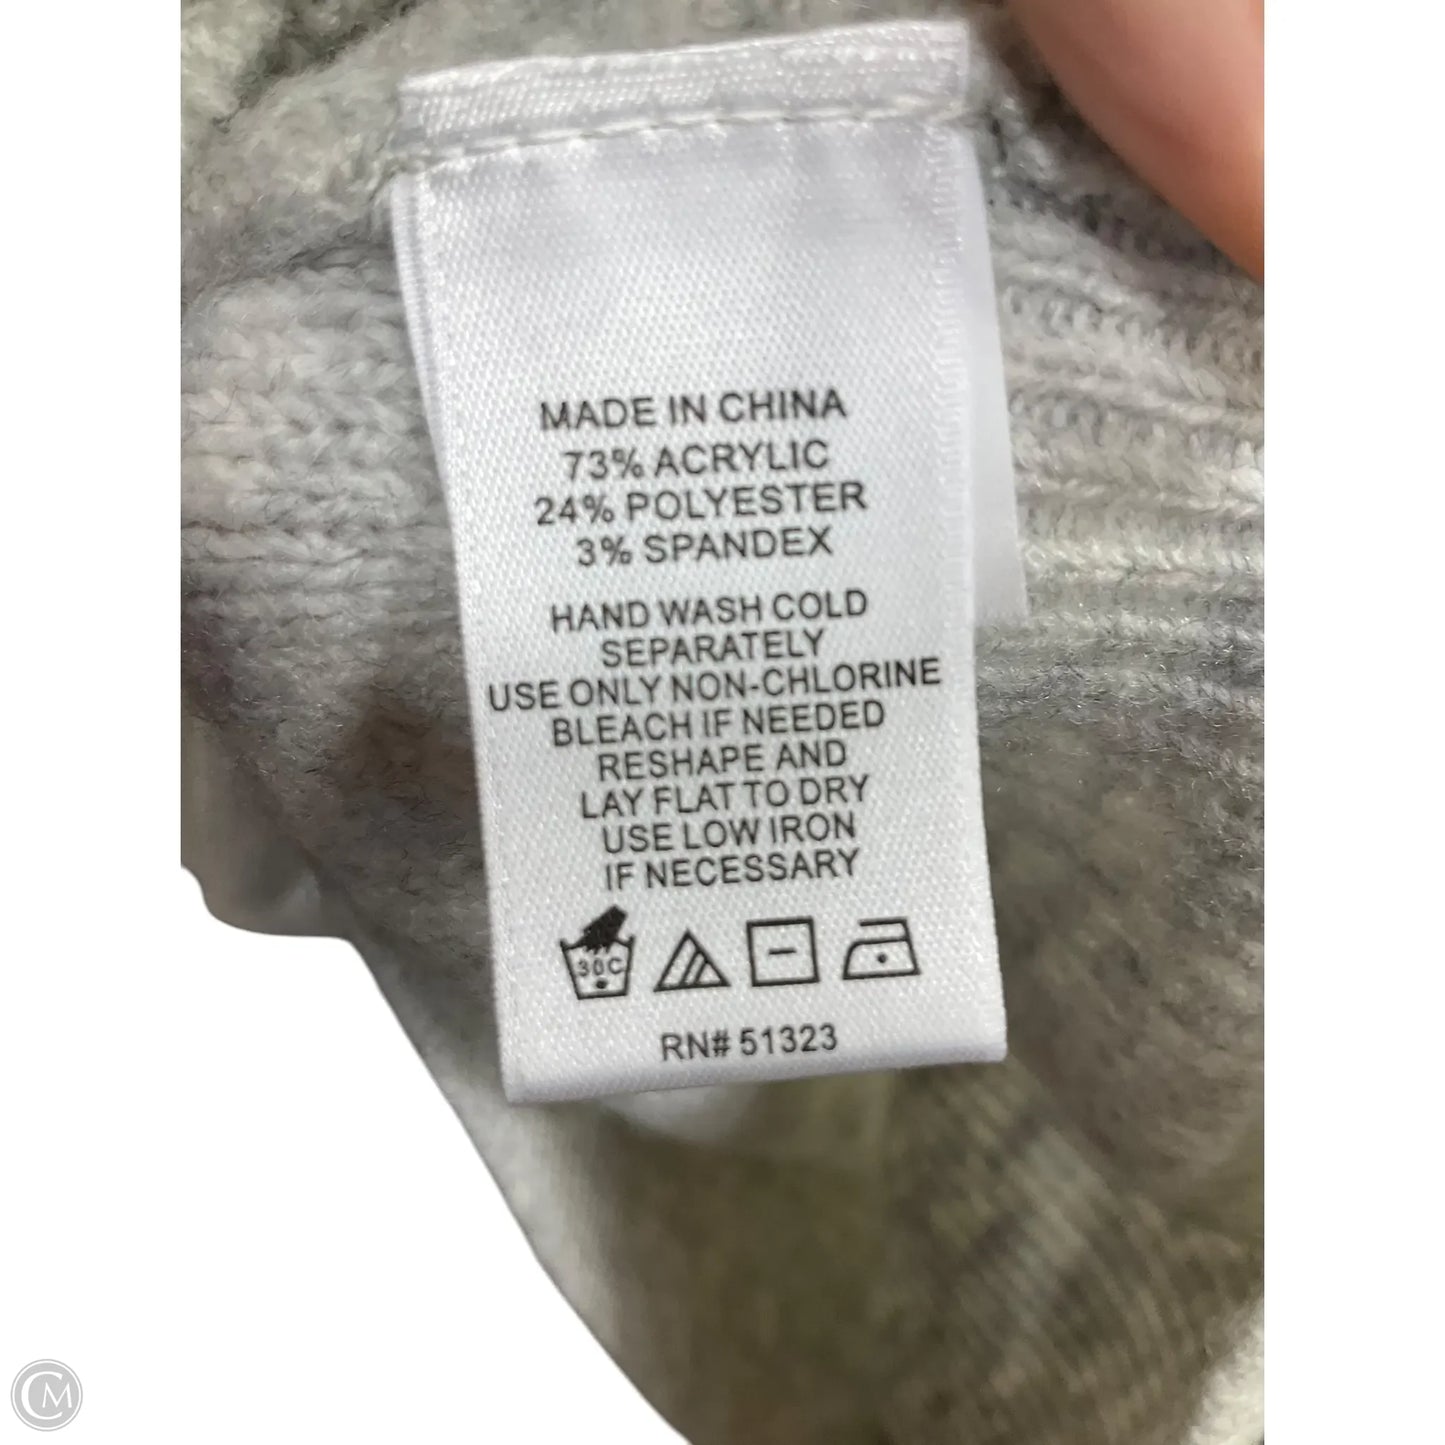 MADE IN CHINA
73% ACRYLIC
24% POLYESTER
3% SPANDEX
HAND WASH COLD
SEPARATELY
USE ONLY NON-CHLORINE
BLEACH IF NEEDED
RESHAPE AND
LAY FLAT TO DRY
USE LOW IRON
IF NECESSARY
30C
RN# 51323
CM